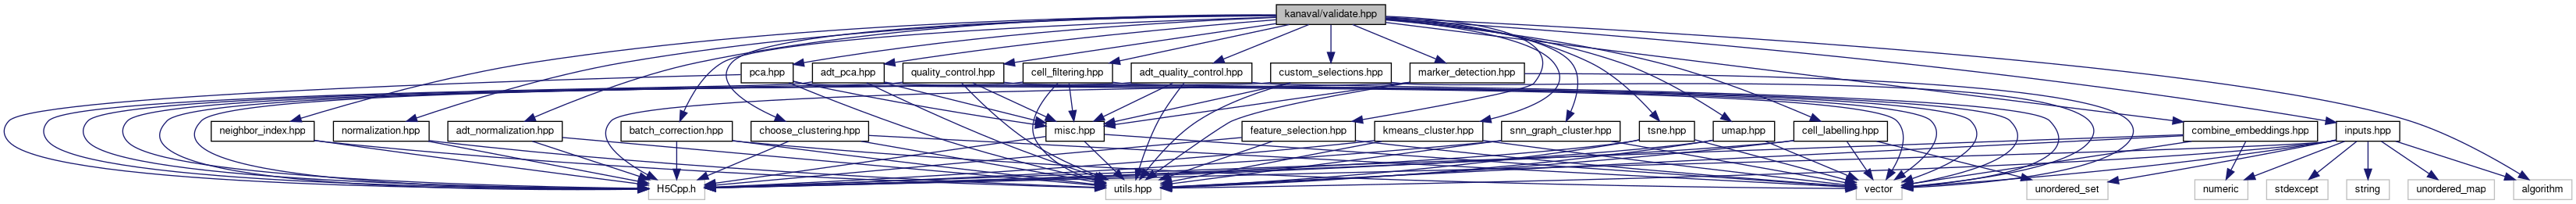 kanaval/validate.hpp
pca.hpp
adt_pca.hpp
quality_control.hpp
cell_filtering.hpp
adt_quality_control.hpp
custom_selections.hpp
marker_detection.hpp
neighbor_index.hpp
normalization.hpp
adt_normalization.hpp
batch_correction.hpp
choose_clustering.hpp
misc.hpp
feature_selection.hpp
kmeans_cluster.hpp
snn_graph_cluster.hpp
tsne.hpp
umap.hpp
cell_labelling.hpp
combine_embeddings.hpp
inputs.hpp
H5Cpp.h
utils.hpp
vector
unordered_set
numeric
stdexcept
string
unordered_map
algorithm